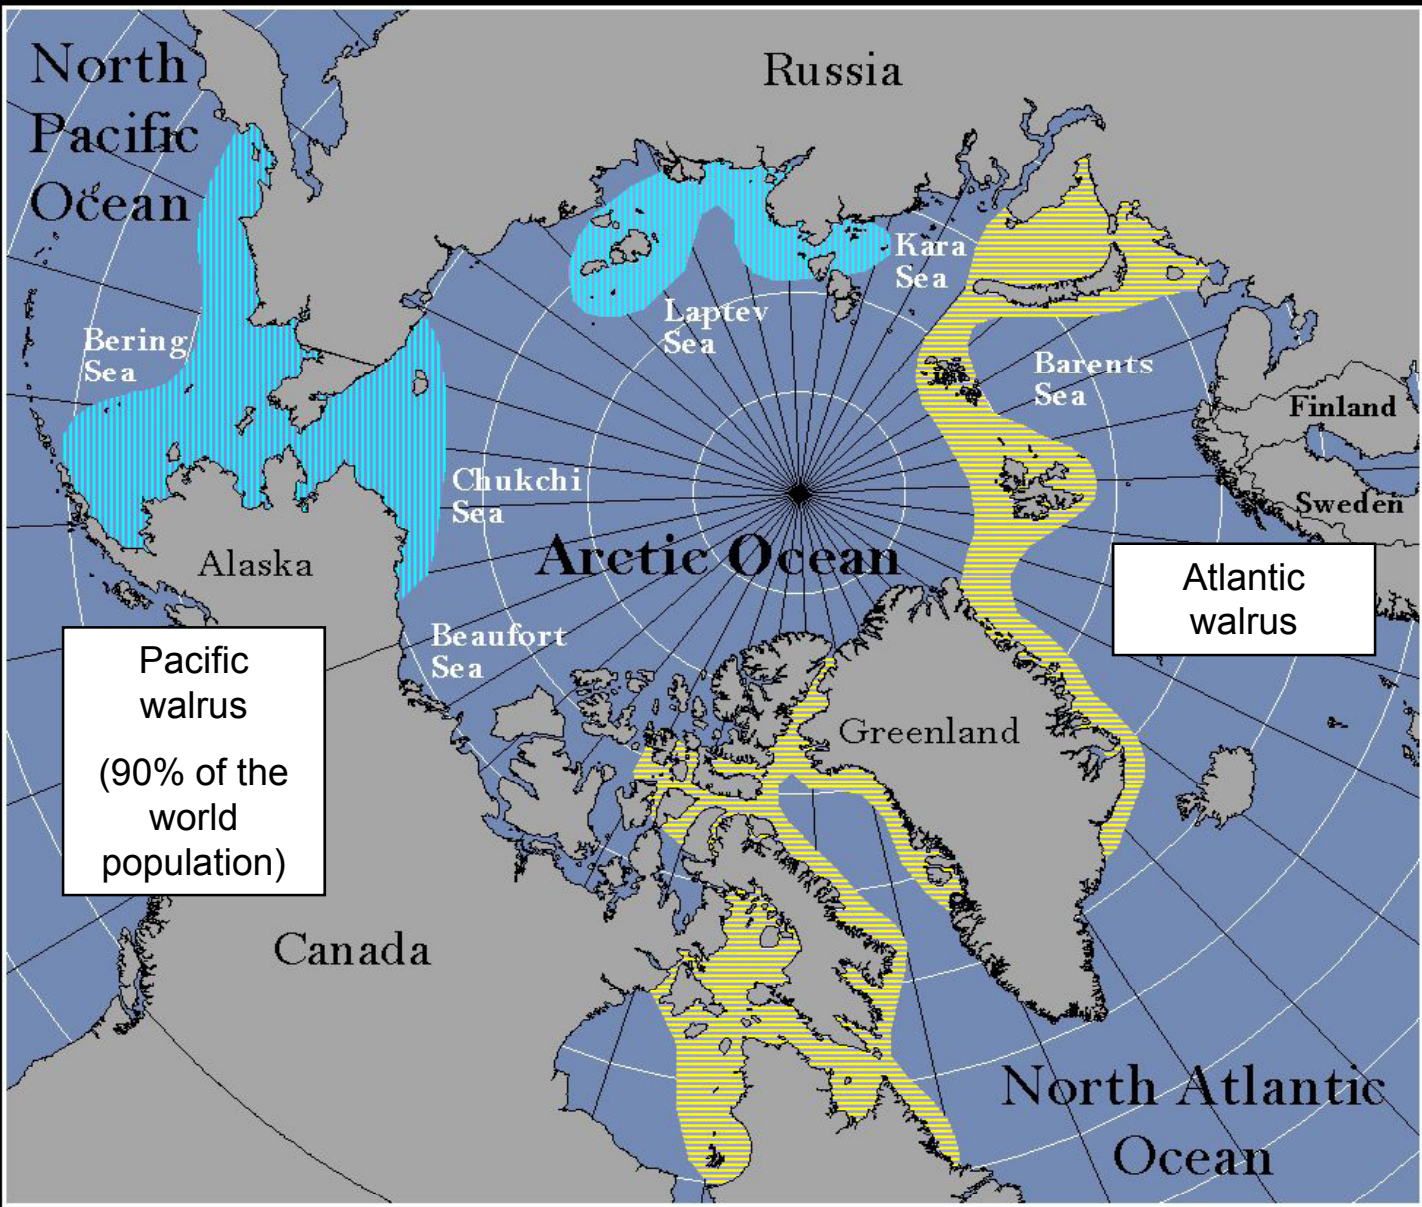 North
Pacific
Ocean
Russia
Kara
Sea
Laptev
Sea
Bering
Sea
Barents
Sea
Finland
Chukchi
Sea
Sweden
Alaska
Arctic Ocean
Atlantic
walrus
Beaufort
Sea
Pacific
walrus
(90% of the
world
population)
Greenland
Canada
North Atlantic
Ocean